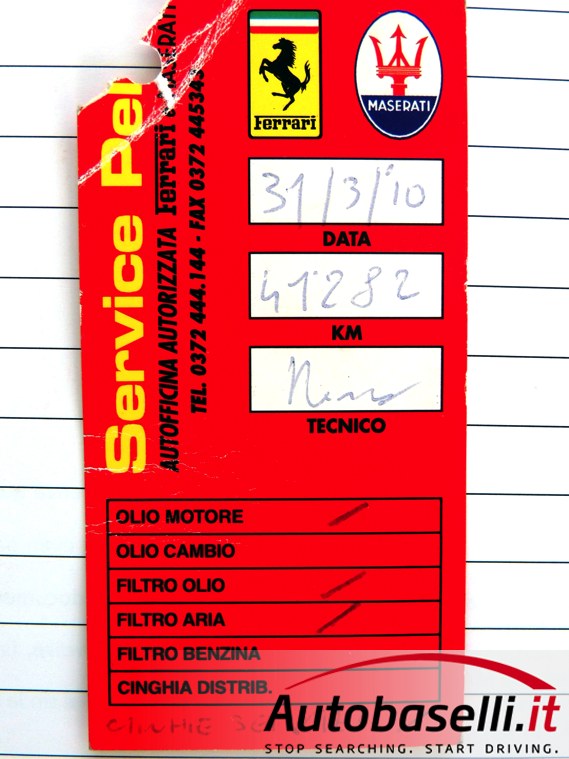 Service
AUTOFFICINA AUTORIZZATA Ferrari e MASERATI
TEL. 0372 444.144 - FAX 0372 445345
Ferrari
MASERATI
31/3/'10
DATA
41282
KM
TECNICO
OLIO MOTORE
OLIO CAMBIO
FILTRO OLIO
FILTRO ARIA
FILTRO BENZINA
CINGHIA DISTRIB.
CINHIE
Autobaselli.it
STOP SEARCHING. START DRIVING.